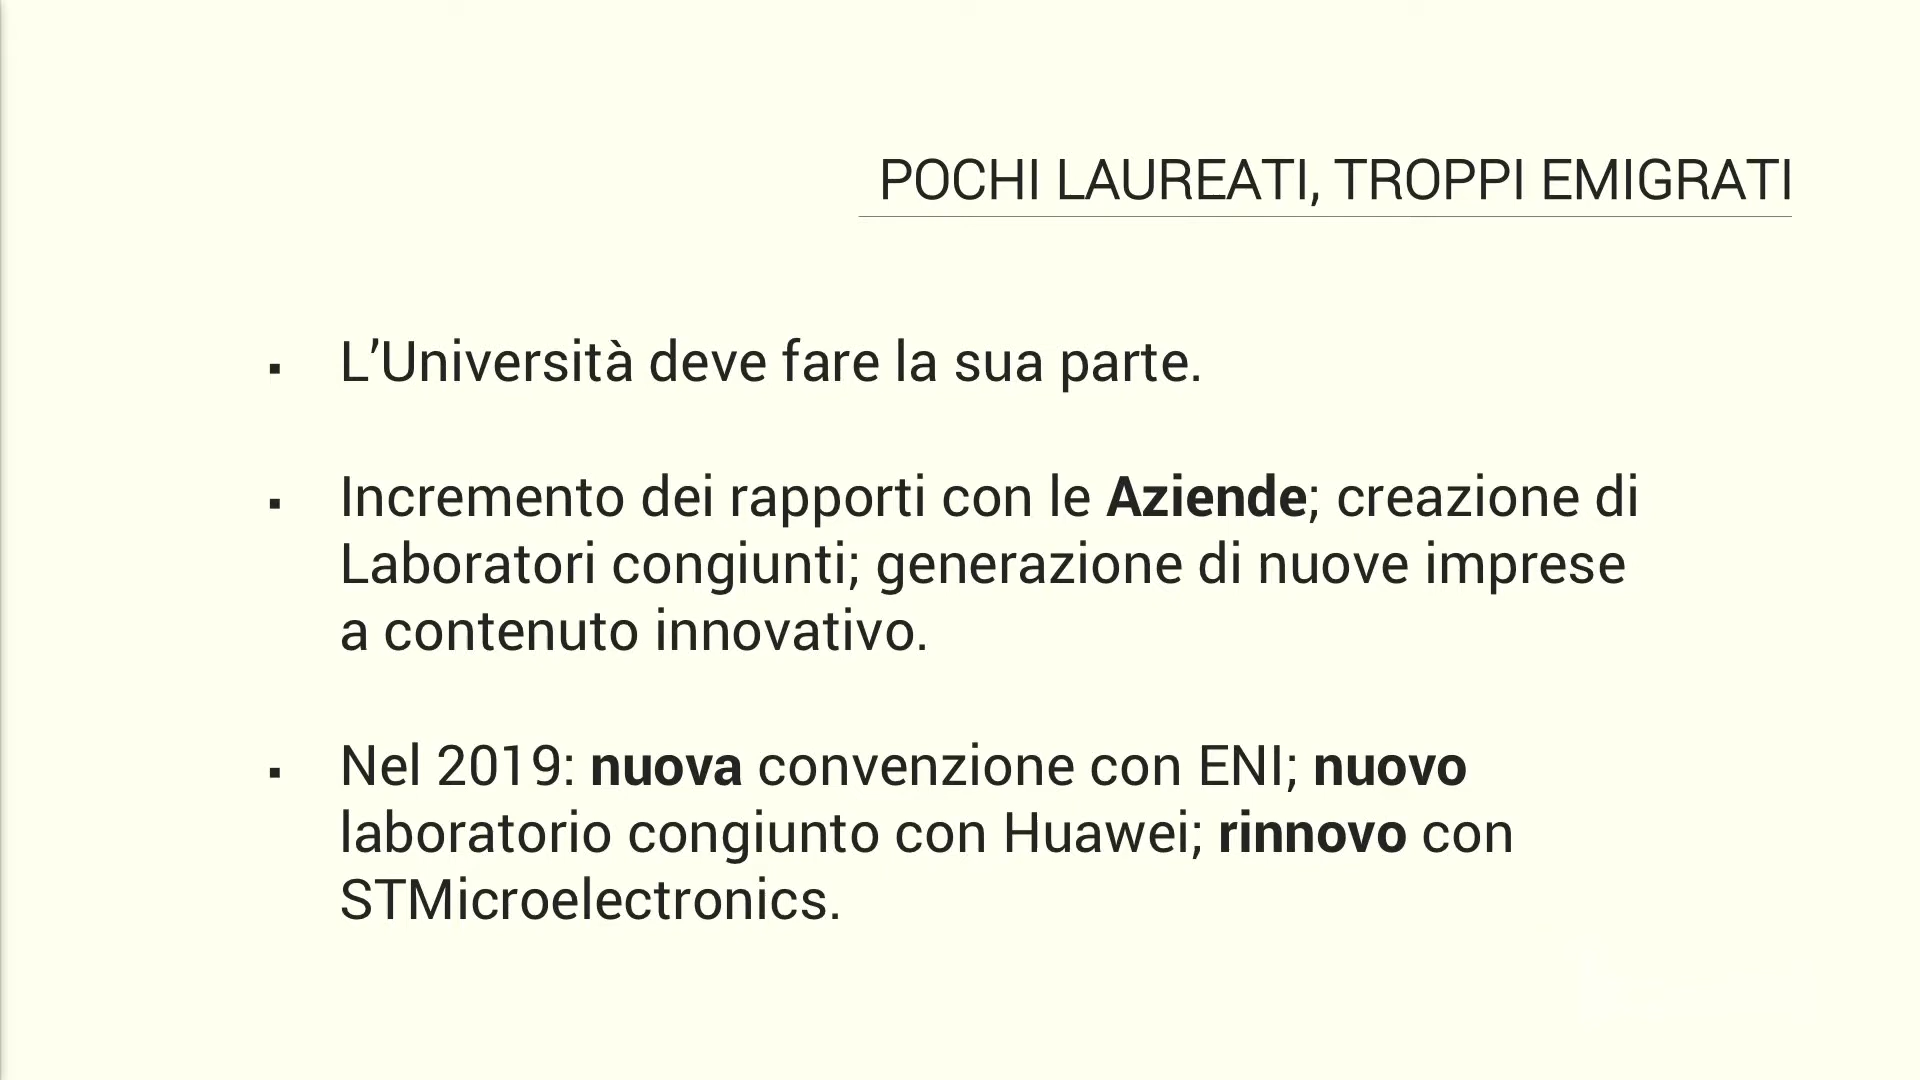 POCHI LAUREATI, TROPPI EMIGRATI
▪ L’Università deve fare la sua parte.
▪ Incremento dei rapporti con le Aziende; creazione di
Laboratori congiunti; generazione di nuove imprese
a contenuto innovativo.
▪ Nel 2019: nuova convenzione con ENI; nuovo
laboratorio congiunto con Huawei; rinnovo con
STMicroelectronics.